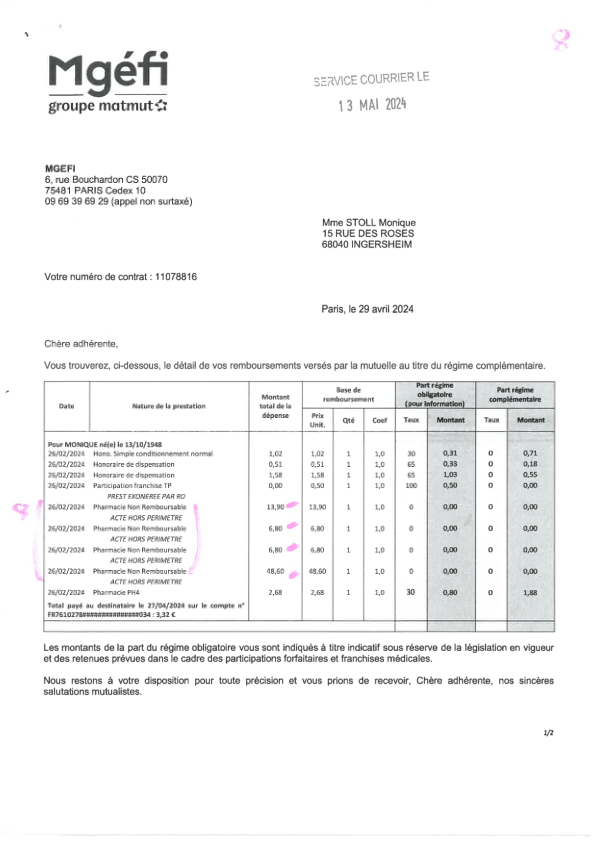 Mgéfi
groupe matmut
SERVICE COURRIER LE
13 MAI 2024
MGEFI
6, rue Bouchardon CS 50070
75481 PARIS Cedex 10
09 69 39 69 29 (appel non surtaxé)
Mme STOLL Monique
15 RUE DES ROSES
68040 INGERSHEIM
Votre numéro de contrat : 11078816
Paris, le 29 avril 2024
Chère adhérente,
Vous trouverez, ci-dessous, le détail de vos remboursements versés par la mutuelle au titre du régime complémentaire.
Date Nature de la prestation Montant total de la dépense Base de remboursement Part régime obligatoire (pour information) Part régime complémentaire
Prix Unit. Qté Coef Taux Montant Taux Montant
Pour MONIQUE né(e) le 13/10/1948
26/02/2024 Hono. Simple conditionnement normal 1,02 1,02 1 1,0 30 0,31 0 0,71
26/02/2024 Honoraire de dispensation 0,51 0,51 1 1,0 65 0,33 0 0,18
26/02/2024 Honoraire de dispensation 1,58 1,58 1 1,0 65 1,03 0 0,55
26/02/2024 Participation franchise TP 0,00 0,50 1 1,0 100 0,50 0 0,00
PREST EXONEREE PAR RO
26/02/2024 Pharmacie Non Remboursable 13,90 13,90 1 1,0 0 0,00 0 0,00
ACTE HORS PERIMETRE
26/02/2024 Pharmacie Non Remboursable 6,80 6,80 1 1,0 0 0,00 0 0,00
ACTE HORS PERIMETRE
26/02/2024 Pharmacie Non Remboursable 6,80 6,80 1 1,0 0 0,00 0 0,00
ACTE HORS PERIMETRE
26/02/2024 Pharmacie Non Remboursable 48,60 48,60 1 1,0 0 0,00 0 0,00
ACTE HORS PERIMETRE
26/02/2024 Pharmacie PH4 2,68 2,68 1 1,0 30 0,80 0 1,88
Total payé au destinataire le 27/04/2024 sur le compte n°
FR7610278###############034 : 3,32 €
Les montants de la part du régime obligatoire vous sont indiqués à titre indicatif sous réserve de la législation en vigueur
et des retenues prévues dans le cadre des participations forfaitaires et franchises médicales.
Nous restons à votre disposition pour toute précision et vous prions de recevoir, Chère adhérente, nos sincères
salutations mutualistes.
1/2